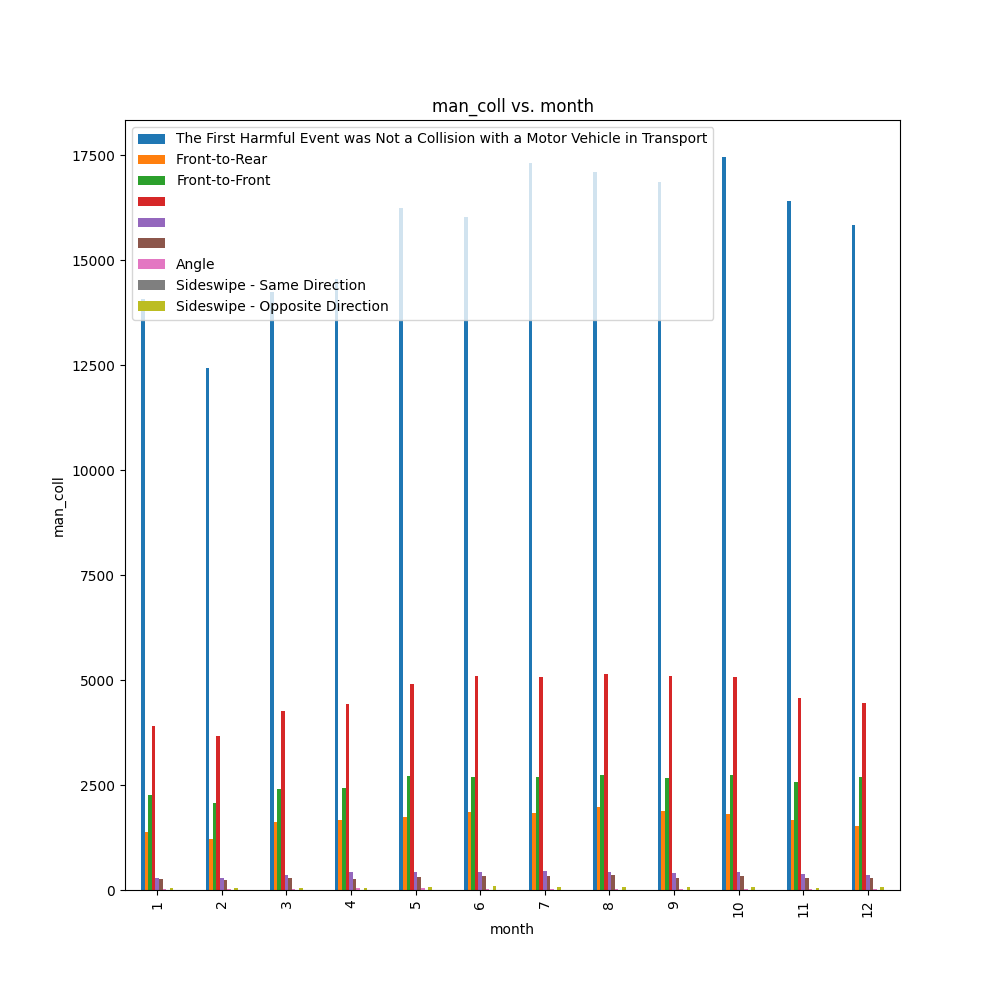 man_coll vs. month
The First Harmful Event was Not a Collision with a Motor Vehicle in Transport
Front-to-Rear
Front-to-Front
Angle
Sideswipe - Same Direction
Sideswipe - Opposite Direction
17500
15000
12500
10000
7500
5000
2500
0
man_coll
1
2
3
4
5
6
7
8
9
10
11
12
month